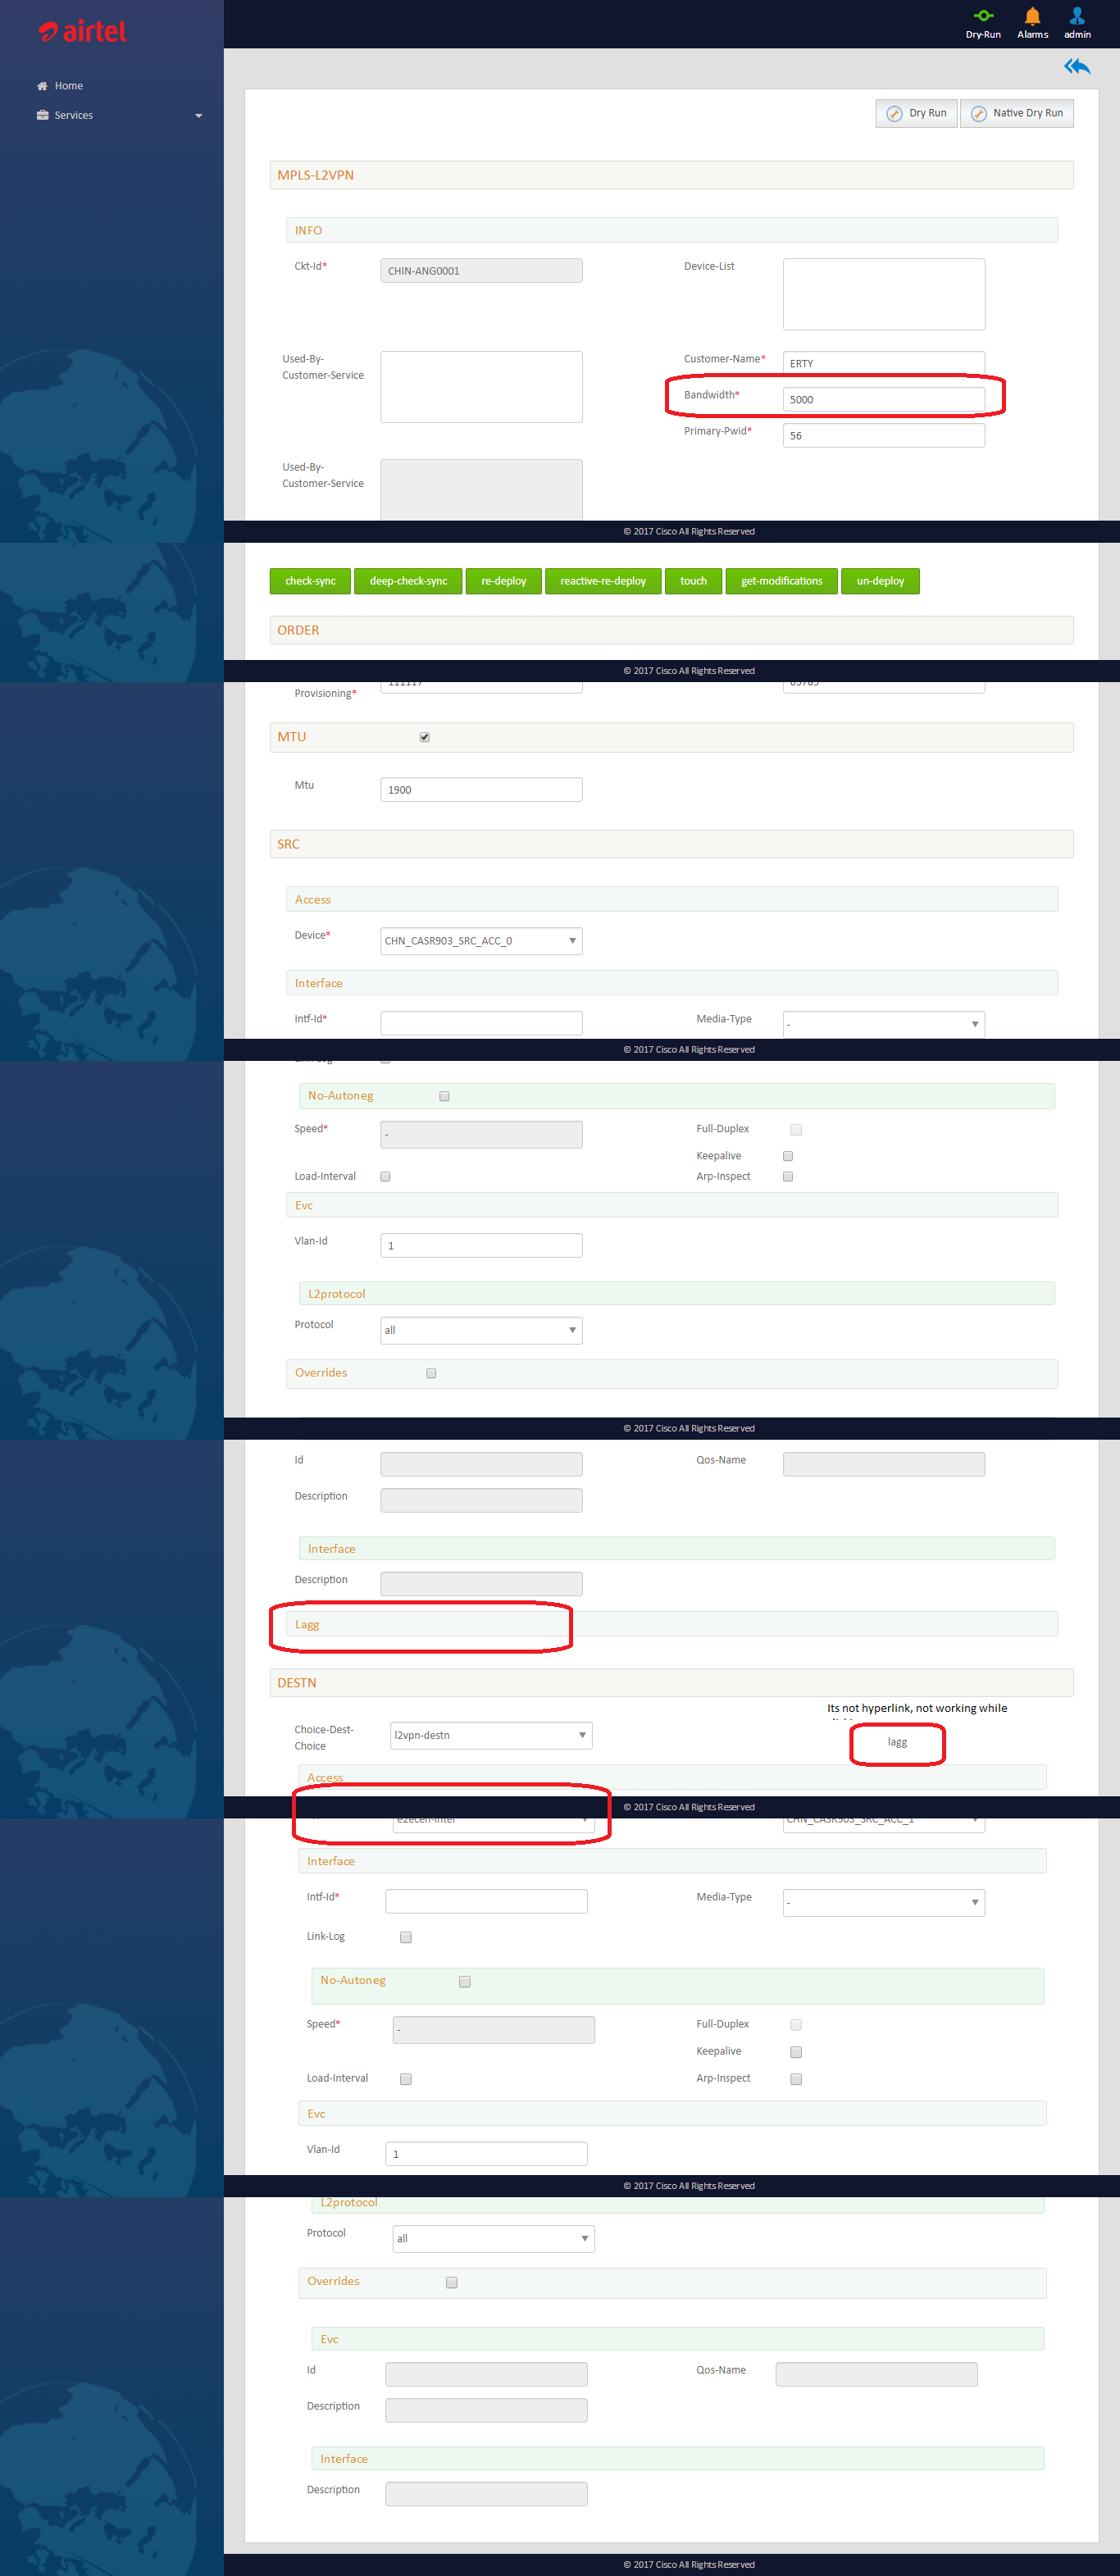 airtel
Dry-Run Alarms admin
Home
Services
Dry Run Native Dry Run
MPLS-L2VPN
INFO
Ckt-Id* CHIN-ANG0001 Device-List
Used-By-Customer-Service Customer-Name* ERTY
Bandwidth* 5000
Primary-Pwid* 56
Used-By-Customer-Service
© 2017 Cisco All Rights Reserved
check-sync deep-check-sync re-deploy reactive-re-deploy touch get-modifications un-deploy
ORDER
© 2017 Cisco All Rights Reserved
Provisioning* 111117
MTU
Mtu 1900
SRC
Access
Device* CHN_CASR903_SRC_ACC_0
Interface
Intf-Id* Media-Type -
© 2017 Cisco All Rights Reserved
No-Autoneg
Speed* - Full-Duplex
Keepalive
Load-Interval Arp-Inspect
Evc
Vlan-Id 1
L2protocol
Protocol all
Overrides
© 2017 Cisco All Rights Reserved
Id Qos-Name
Description
Interface
Description
Lagg
DESTN
Its not hyperlink, not working while
Choice-Dest-Choice l2vpn-destn lagg
Access
© 2017 Cisco All Rights Reserved
CHN_CASR903_SRC_ACC_1
Interface
Intf-Id* Media-Type -
Link-Log
No-Autoneg
Speed* - Full-Duplex
Keepalive
Load-Interval Arp-Inspect
Evc
Vlan-Id 1
© 2017 Cisco All Rights Reserved
L2protocol
Protocol all
Overrides
Evc
Id Qos-Name
Description
Interface
Description
© 2017 Cisco All Rights Reserved